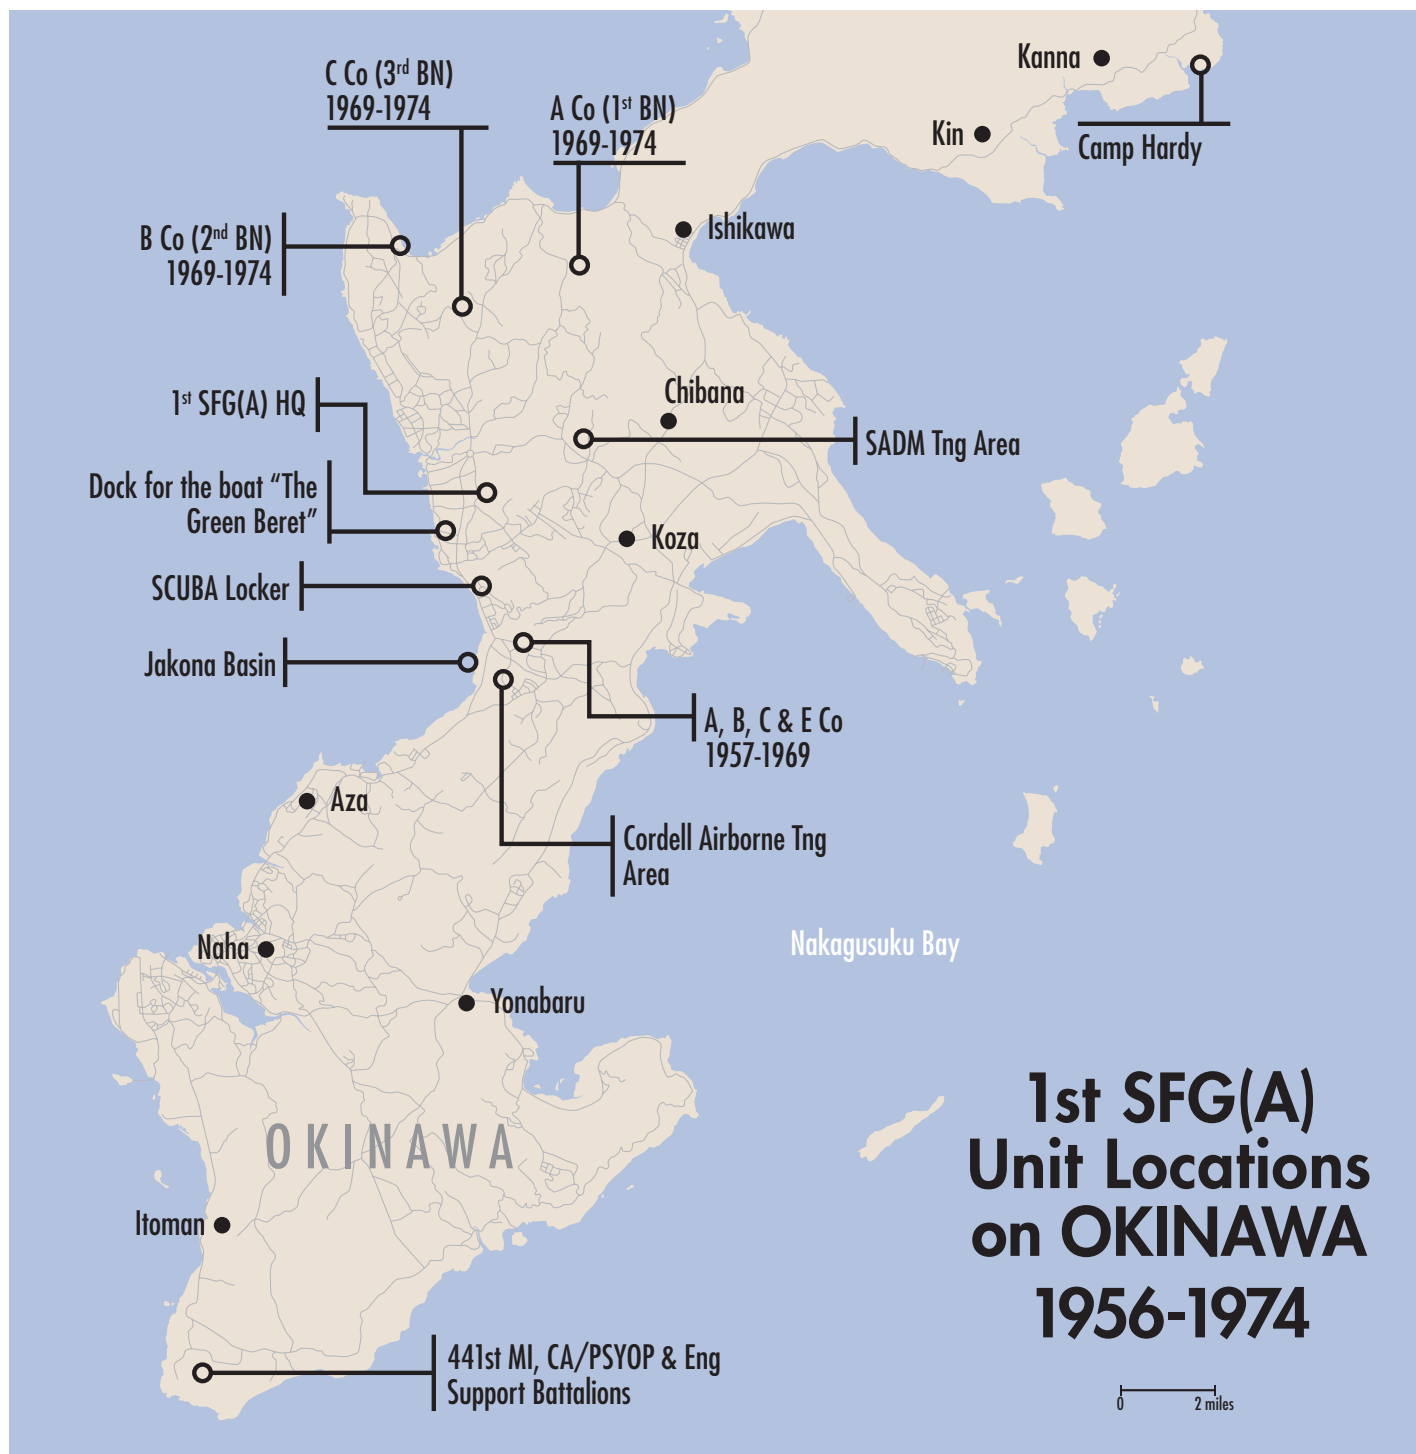 Kanna
C Co (3rd BN)
1969-1974
A Co (1st BN)
1969-1974
Kin
Camp Hardy
Ishikawa
B Co (2nd BN)
1969-1974
1st SFG(A) HQ
Chibana
SADM Tng Area
Dock for the boat “The
Green Beret”
Koza
SCUBA Locker
Jakona Basin
A, B, C & E Co
1957-1969
Aza
Cordell Airborne Tng
Area
Naha
Nakagusuku Bay
Yonabaru
OKINAWA
1st SFG(A)
Unit Locations
on OKINAWA
1956-1974
Itoman
441st MI, CA/PSYOP & Eng
Support Battalions
0 2 miles